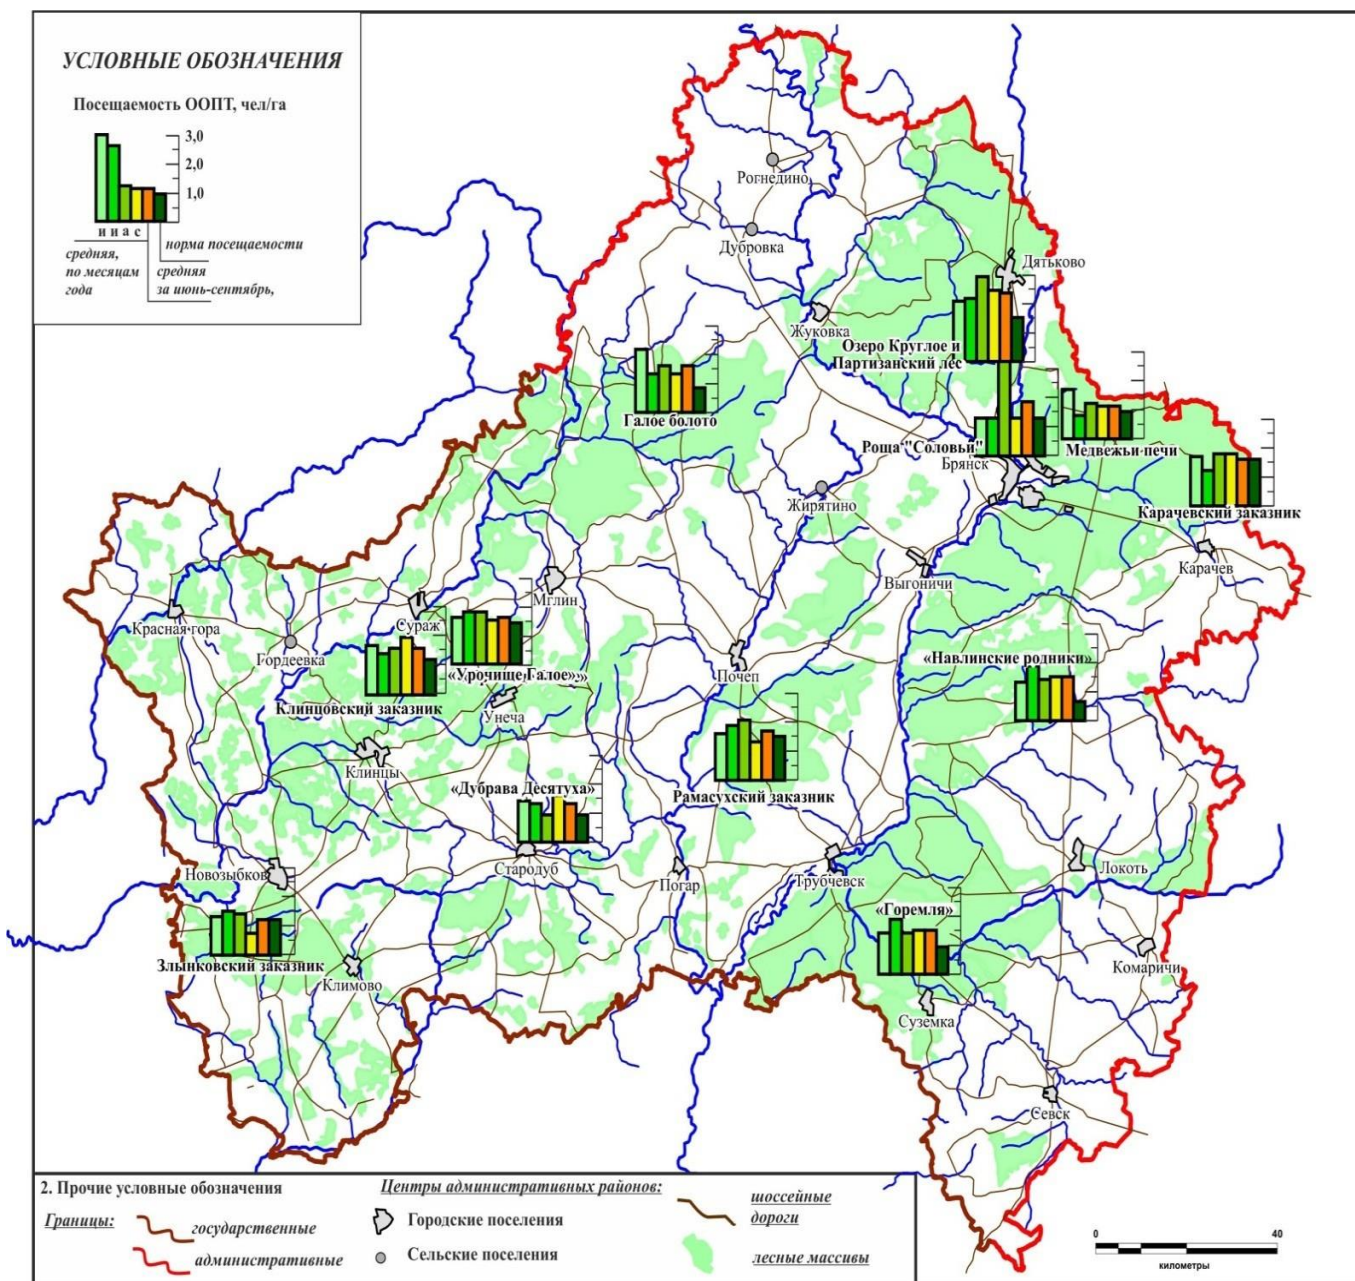 УСЛОВНЫЕ ОБОЗНАЧЕНИЯ
Посещаемость ООПТ, чел/га
3,0
2,0
1,0
и и а с
норма посещаемости
средняя,
по месяцам
года
средняя
за июнь-сентябрь,
Рогнедино
Дубровка
Дятьково
Жуковка
Озеро Круглое и
Партизанский лес
Галое болото
Роща "Соловьи"
Медвежьи печи
Брянск
Жирятино
Карачевский заказник
Карачев
Выгоничи
Мглин
Сураж
Красная гора
Гордеевка
«Урочище Галое»
Почеп
«Навлинские родники»
Клинцовский заказник
Унеча
Клинцы
«Дубрава Десятуха»
Рамасухский заказник
Новозыбков
Стародуб
Погар
Трубчевск
Локоть
«Горемля»
Комаричи
Злынковский заказник
Климово
Суземка
Севск
2. Прочие условные обозначения
Границы:
государственные
административные
Центры административных районов:
Городские поселения
Сельские поселения
шоссейные
дороги
лесные массивы
0
40
километры